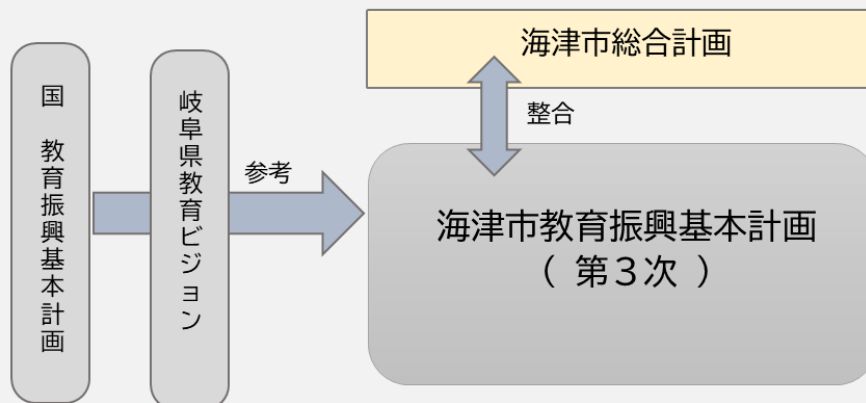 海津市総合計画
国　教育振興基本計画
岐阜県教育ビジョン
参考
整合
海津市教育振興基本計画
（ 第３次 ）